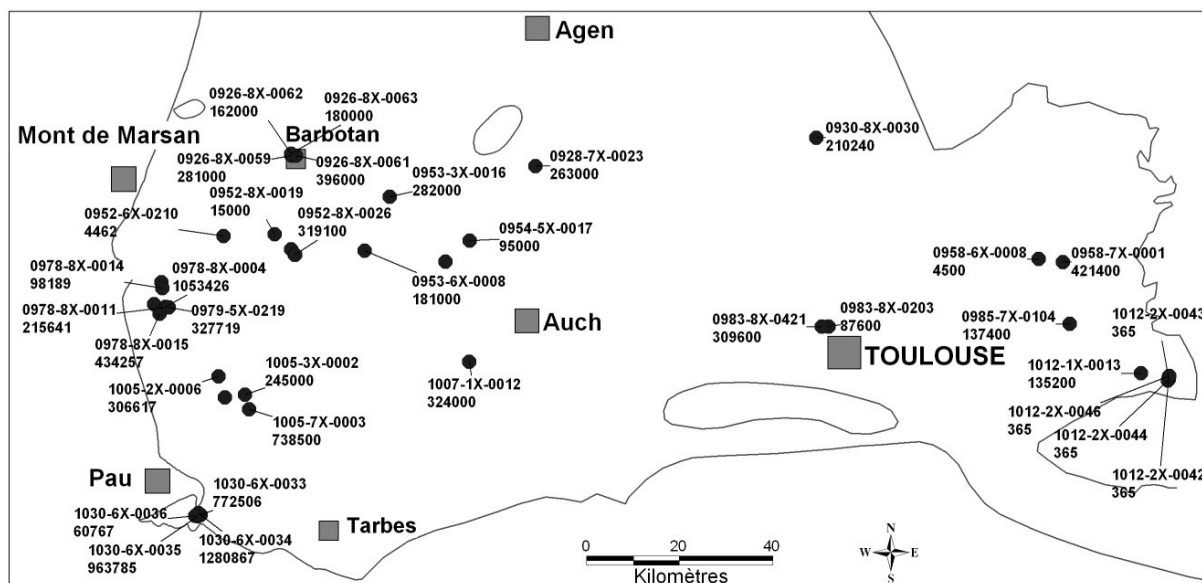 Agen
0926-8X-0062
162000
0926-8X-0063
180000
Mont de Marsan
Barbotan
0930-8X-0030
210240
0926-8X-0059
281000
0926-8X-0061
396000
0928-7X-0023
263000
0953-3X-0016
282000
0952-8X-0019
15000
0952-6X-0210
4462
0952-8X-0026
319100
0954-5X-0017
95000
0958-6X-0008
4500
0958-7X-0001
421400
0978-8X-0014
98189
0978-8X-0004
1053426
0953-6X-0008
181000
0978-8X-0011
215641
0979-5X-0219
327719
Auch
0983-8X-0421
309600
0983-8X-0203
87600
0985-7X-0104
137400
1012-2X-0043
365
0978-8X-0015
434257
TOULOUSE
1005-3X-0002
245000
1005-2X-0006
306617
1007-1X-0012
324000
1012-1X-0013
135200
1005-7X-0003
738500
1012-2X-0046
365
1012-2X-0044
365
Pau
1030-6X-0033
772506
1012-2X-0042
365
1030-6X-0036
60767
Tarbes
1030-6X-0034
1280867
1030-6X-0035
963785
0 20 40
Kilomètres
N
W E
S